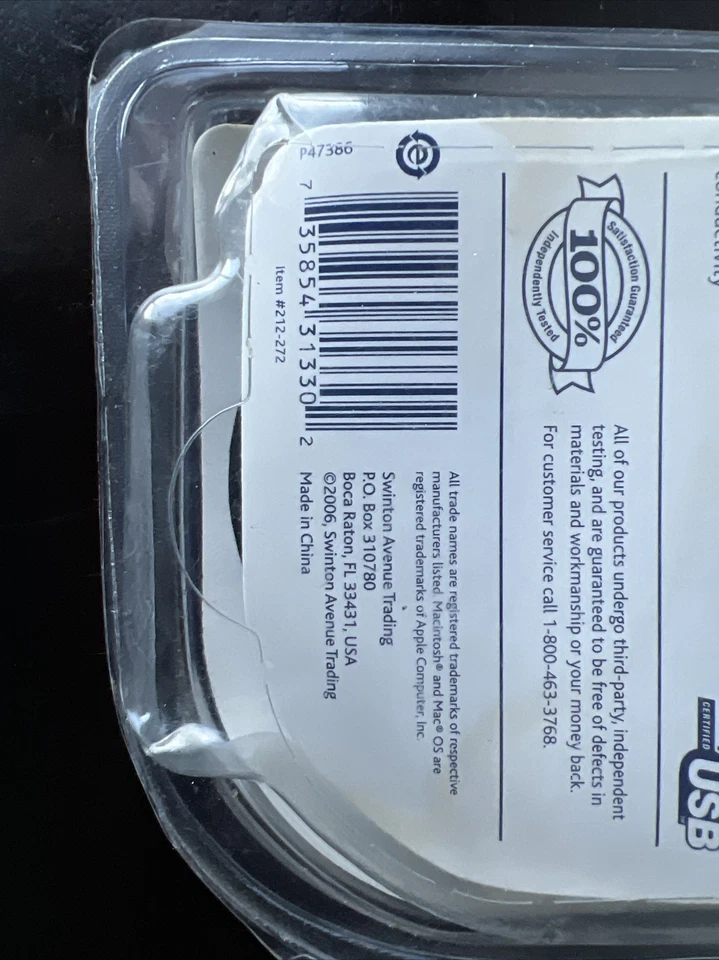 Satisfaction Guaranteed
100%
Independently Tested
All of our products undergo third-party, independent
testing, and are guaranteed to be free of defects in
materials and workmanship or your money back.
For customer service call 1-800-463-3768.
CERTIFIED
USB
e
P47386
7 35854 31330 2
Item #212-272
All trade names are registered trademarks of respective
manufacturers listed. Macintosh® and Mac® OS are
registered trademarks of Apple Computer, Inc.
Swinton Avenue Trading
P.O. Box 310780
Boca Raton, FL 33431, USA
©2006, Swinton Avenue Trading
Made in China